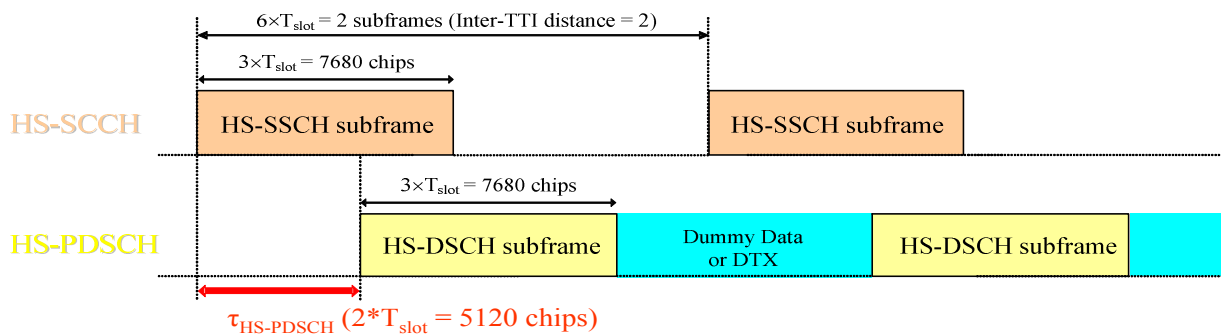 6×Tslot = 2 subframes (Inter-TTI distance = 2)
3×Tslot = 7680 chips
HS-SCCH
HS-SSCH subframe
HS-SSCH subframe
3×Tslot = 7680 chips
HS-PDSCH
HS-DSCH subframe
Dummy Data
or DTX
HS-DSCH subframe
τHS-PDSCH (2*Tslot = 5120 chips)